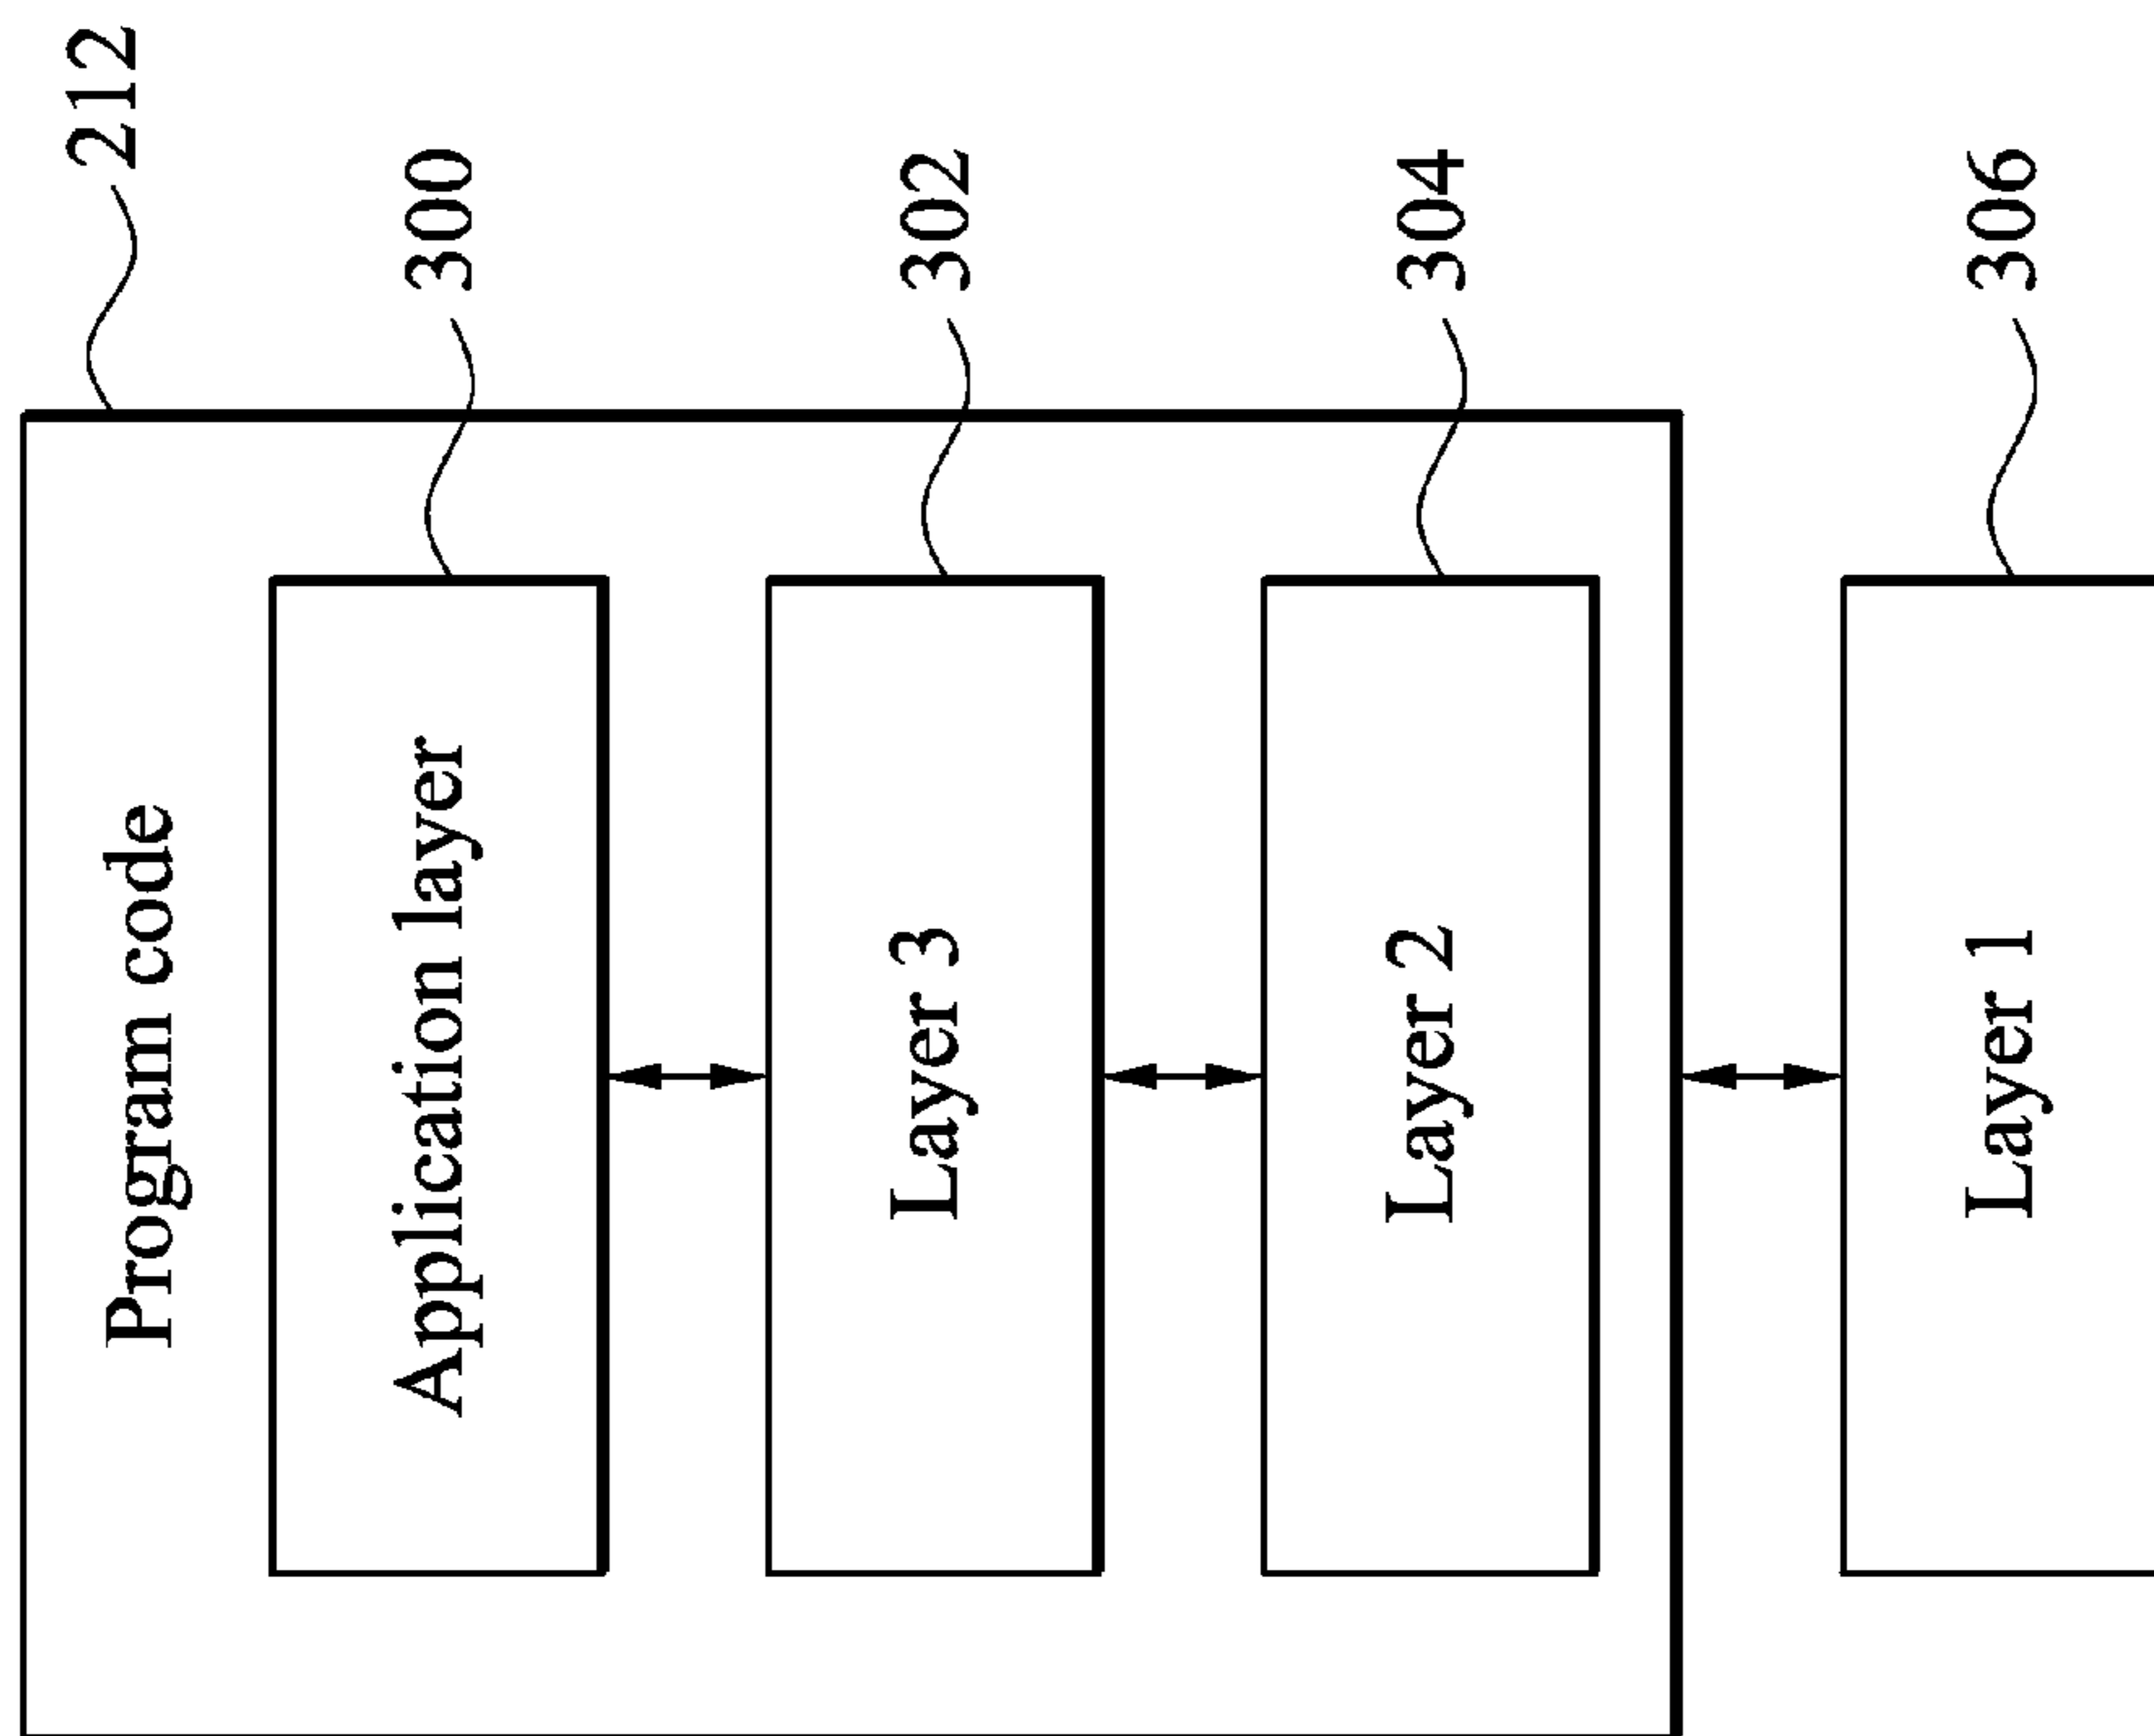 Program code
212
Application layer
300
Layer 3
302
Layer 2
304
Layer 1
306